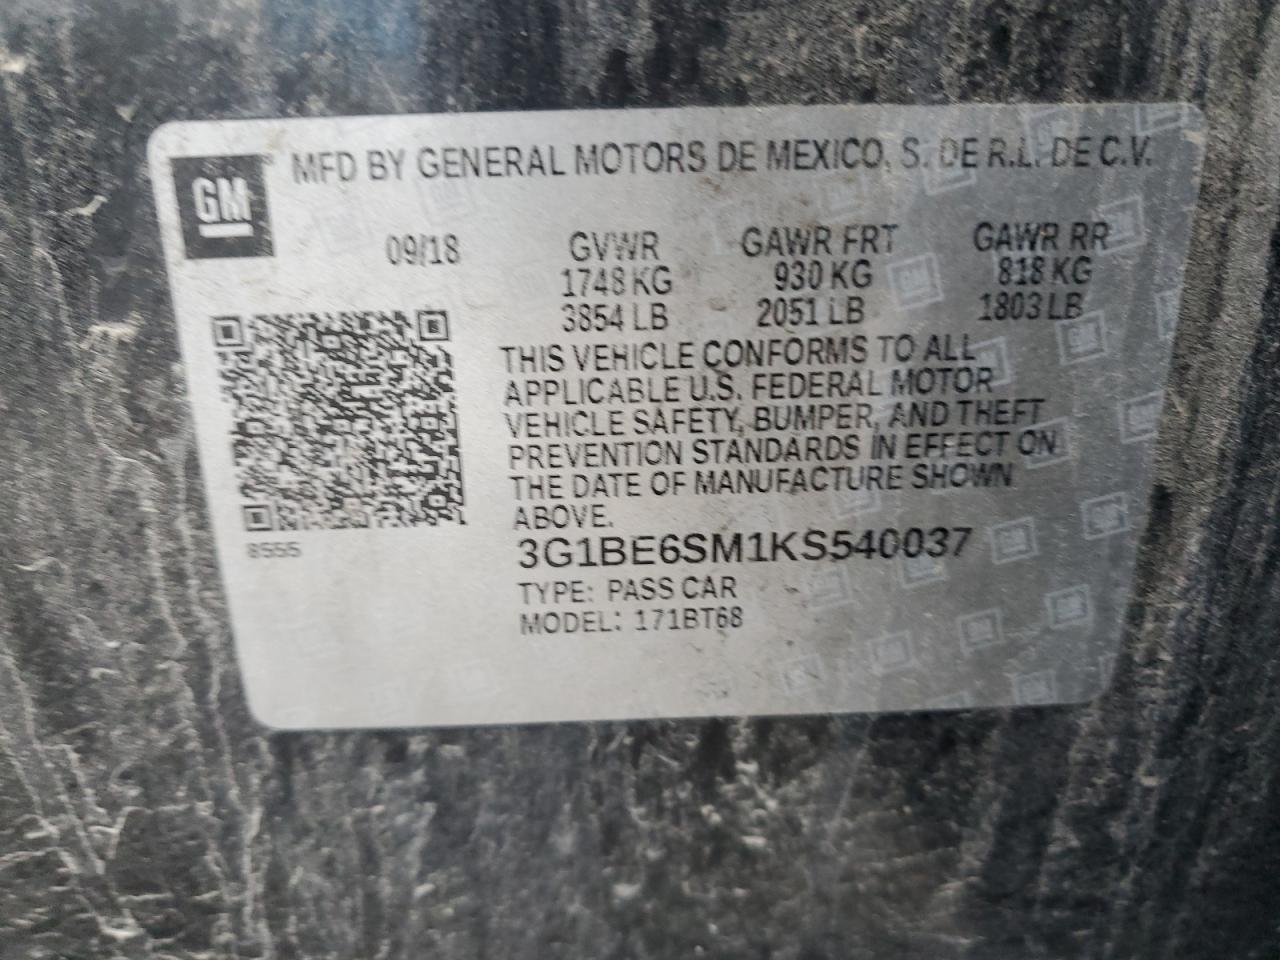 GM
MFD BY GENERAL MOTORS DE MEXICO, S. DE R.L. DE C.V.
09/18 GVWR GAWR FRT GAWR RR
1748 KG 930 KG 818 KG
3854 LB 2051 LB 1803 LB
THIS VEHICLE CONFORMS TO ALL
APPLICABLE U.S. FEDERAL MOTOR
VEHICLE SAFETY, BUMPER, AND THEFT
PREVENTION STANDARDS IN EFFECT ON
THE DATE OF MANUFACTURE SHOWN
ABOVE.
8555
3G1BE6SM1KS540037
TYPE: PASS CAR
MODEL: 171BT68